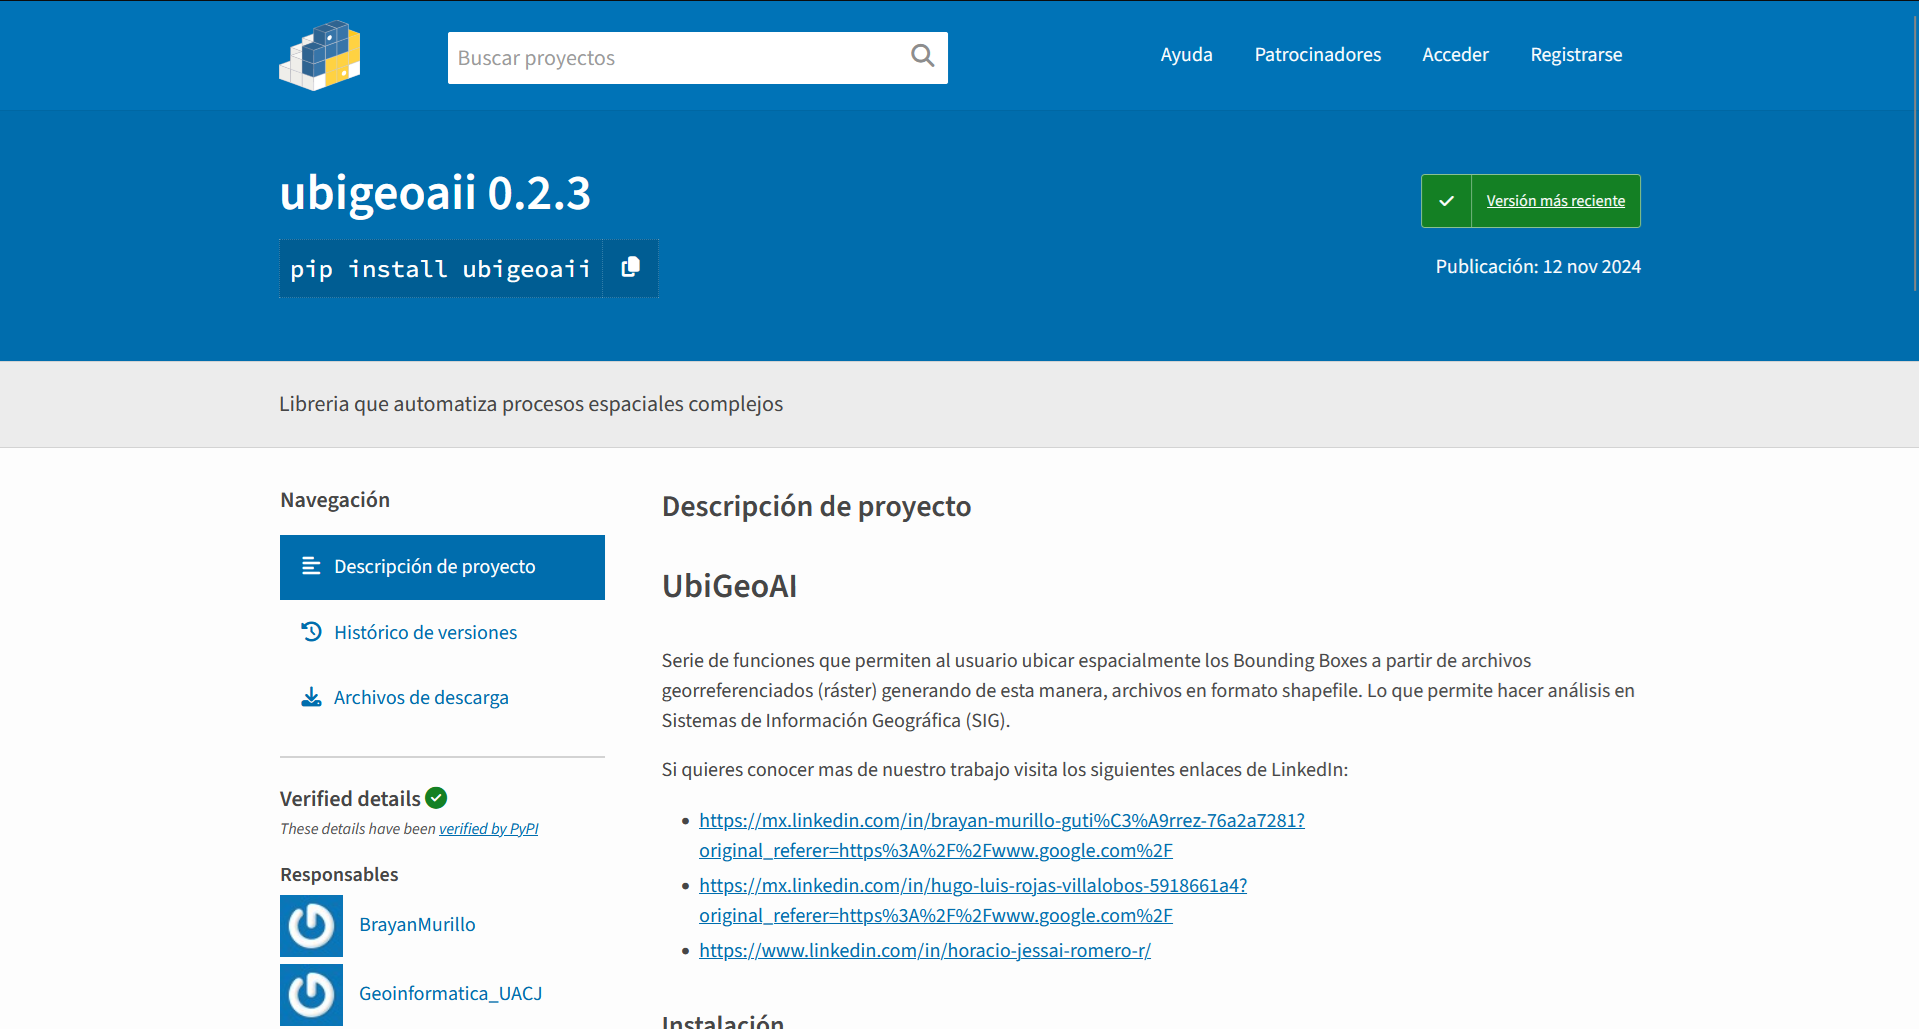 Buscar proyectos
Ayuda
Patrocinadores
Acceder
Registrarse
ubigeoaii 0.2.3
pip install ubigeoaii
Versión más reciente
Publicación: 12 nov 2024
Libreria que automatiza procesos espaciales complejos
Navegación
Descripción de proyecto
Histórico de versiones
Archivos de descarga
Verified details
These details have been verified by PyPI
Responsables
BrayanMurillo
Geoinformatica_UACJ
Descripción de proyecto
UbiGeoAI
Serie de funciones que permiten al usuario ubicar espacialmente los Bounding Boxes a partir de archivos
georreferenciados (ráster) generando de esta manera, archivos en formato shapefile. Lo que permite hacer análisis en
Sistemas de Información Geográfica (SIG).
Si quieres conocer mas de nuestro trabajo visita los siguientes enlaces de LinkedIn:
https://mx.linkedin.com/in/brayan-murillo-guti%C3%A9rrez-76a2a7281?
original_referer=https%3A%2F%2Fwww.google.com%2F
https://mx.linkedin.com/in/hugo-luis-rojas-villalobos-5918661a4?
original_referer=https%3A%2F%2Fwww.google.com%2F
https://www.linkedin.com/in/horacio-jessai-romero-r/
Instalación